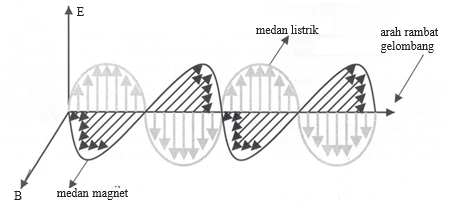 E
medan listrik
arah rambat
gelombang
B
medan magnet